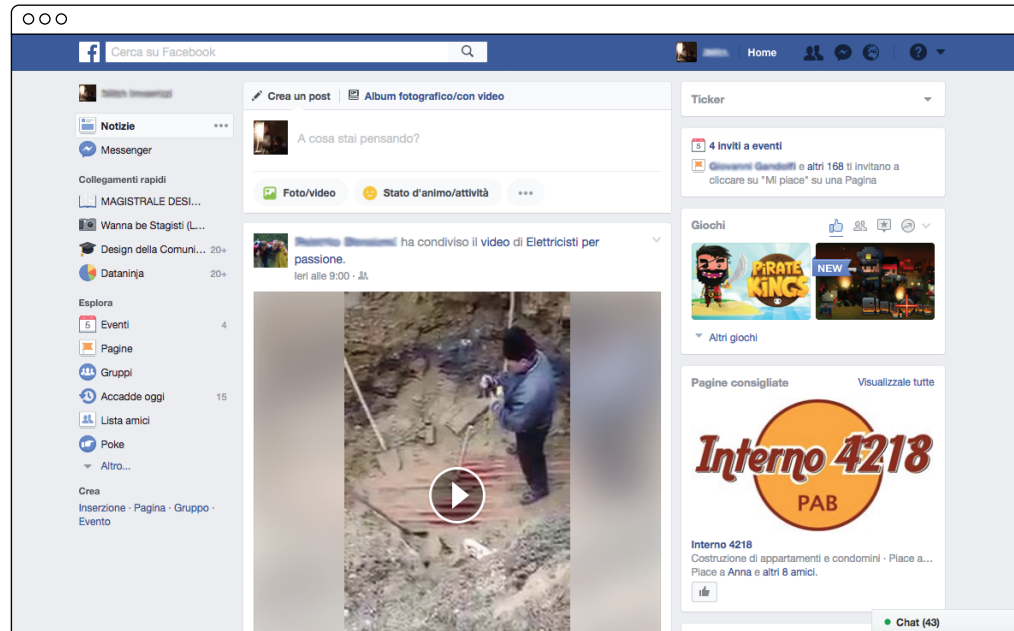 Cerca su Facebook
Home
Notizie
Messenger
Collegamenti rapidi
MAGISTRALE DESI...
Wanna be Stagisti (L...
Design della Comuni... 20+
Dataninja 20+
Esplora
Eventi 4
Pagine
Gruppi
Accadde oggi 15
Lista amici
Poke
Altro...
Crea
Inserzione · Pagina · Gruppo ·
Evento
Crea un post
Album fotografico/con video
A cosa stai pensando?
Foto/video
Stato d'animo/attività
ha condiviso il video di Elettricisti per
passione.
Ieri alle 9:00 ·
Ticker
5 4 inviti a eventi
e altri 168 ti invitano a
cliccare su "Mi piace" su una Pagina
Giochi
PIRATE
KINGS
NEW
Altri giochi
Pagine consigliate
Visualizzale tutte
Interno 4218
PAB
Interno 4218
Costruzione di appartamenti e condomini · Piace a...
Piace a Anna e altri 8 amici.
Chat (43)